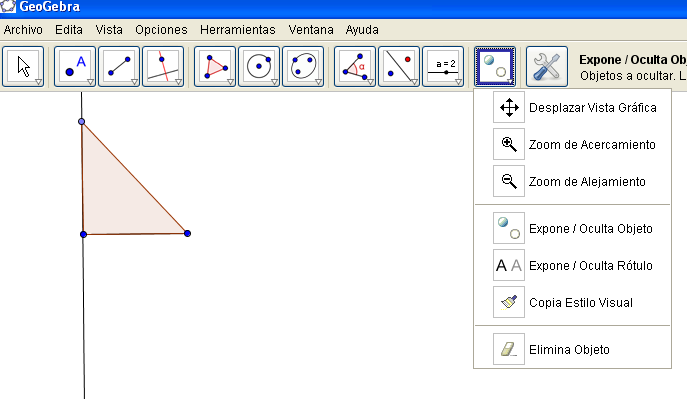 GeoGebra
Archivo Edita Vista Opciones Herramientas Ventana Ayuda
A
α
a = 2
Expone / Oculta Ob
Objetos a ocultar. L
Desplazar Vista Gráfica
Zoom de Acercamiento
Zoom de Alejamiento
Expone / Oculta Objeto
A A Expone / Oculta Rótulo
Copia Estilo Visual
Elimina Objeto